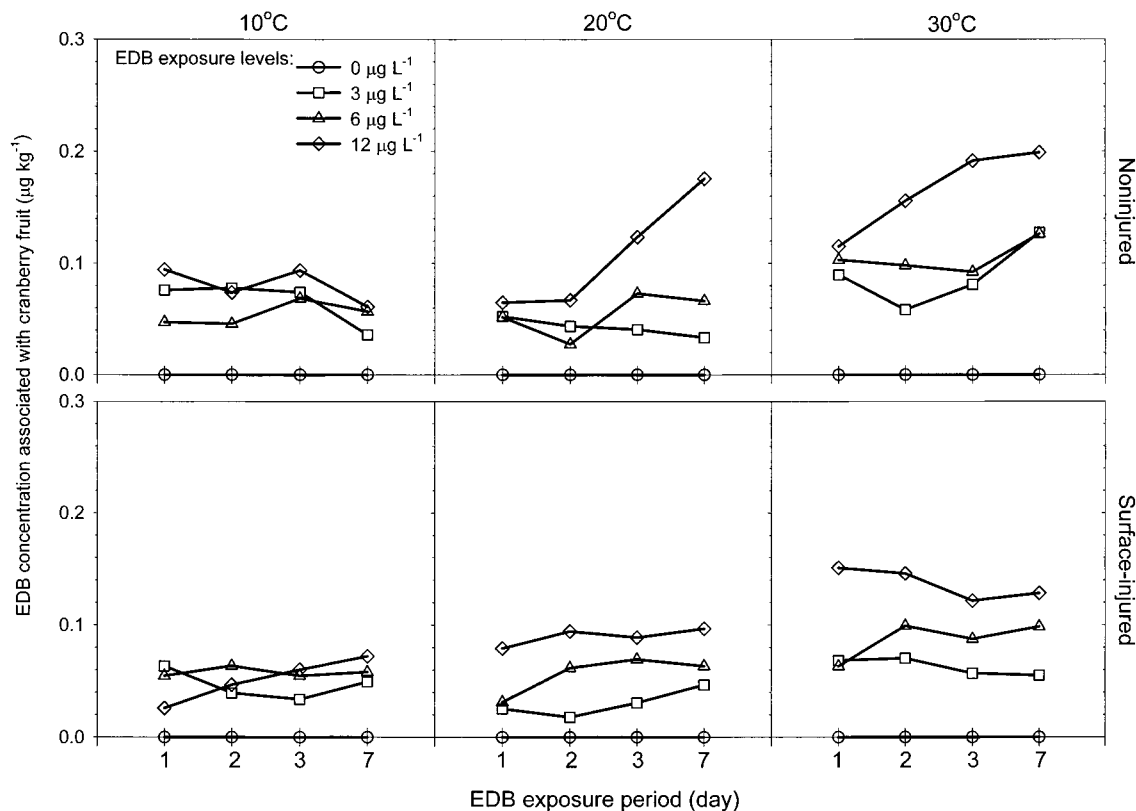 10°C 20°C 30°C
0.3
EDB exposure levels:
0 µg L-1
3 µg L-1
6 µg L-1
12 µg L-1
0.2
0.1
0.0
Noninjured
EDB concentration associated with cranberry fruit (µg kg-1)
0.3
0.2
0.1
0.0
Surface-injured
1 2 3 7 1 2 3 7 1 2 3 7
EDB exposure period (day)